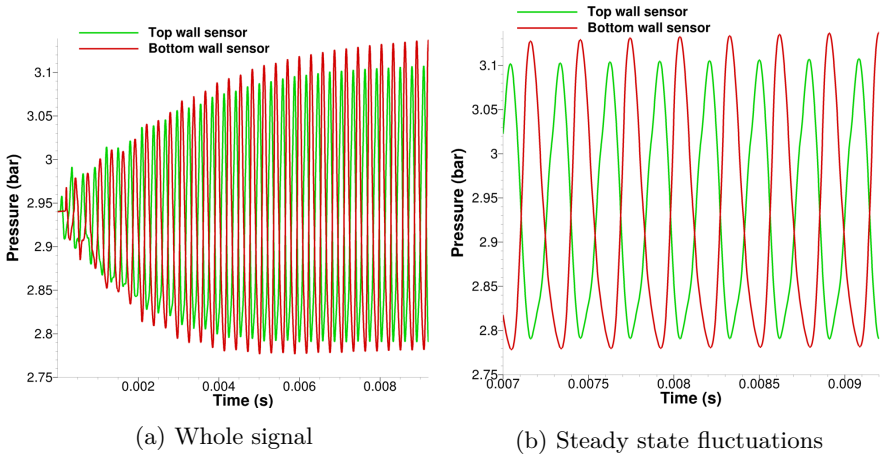 Top wall sensor
Bottom wall sensor
3.1
3.05
3
2.95
2.9
2.85
2.8
2.75
Pressure (bar)
0.002
0.004
0.006
0.008
Time (s)
(a) Whole signal
Top wall sensor
Bottom wall sensor
3.1
3.05
3
2.95
2.9
2.85
2.8
2.75
Pressure (bar)
0.007
0.0075
0.008
0.0085
0.009
Time (s)
(b) Steady state fluctuations